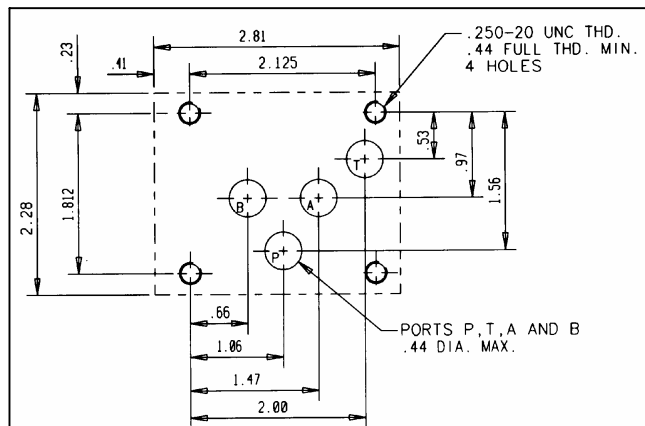 2.81
.250-20 UNC THD.
.44 FULL THD. MIN.
4 HOLES
.23
.41
2.125
.53
.97
1.56
T
2.28
1.812
B
A
P
.66
1.06
1.47
2.00
PORTS P,T,A AND B
.44 DIA. MAX.